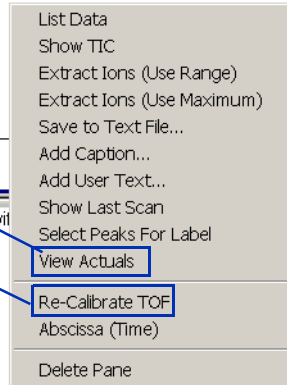 List Data
Show TIC
Extract Ions (Use Range)
Extract Ions (Use Maximum)
Save to Text File...
Add Caption...
Add User Text...
Show Last Scan
Select Peaks For Label
View Actuals
Re-Calibrate TOF
Abscissa (Time)
Delete Pane